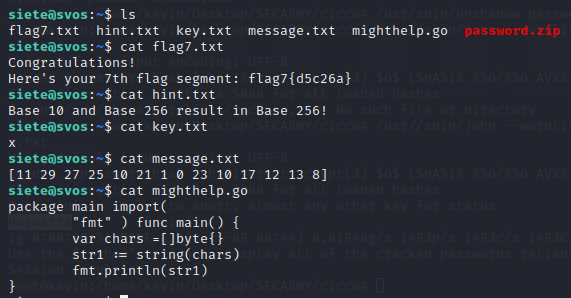 siete@svos:~$ ls
flag7.txt hint.txt key.txt message.txt mighthelp.go password.zip
siete@svos:~$ cat flag7.txt
Congratulations!
Here's your 7th flag segment: flag7{d5c26a}
siete@svos:~$ cat hint.txt
Base 10 and Base 256 result in Base 256!
siete@svos:~$ cat key.txt
x
siete@svos:~$ cat message.txt
[11 29 27 25 10 21 1 0 23 10 17 12 13 8]
siete@svos:~$ cat mighthelp.go
package main import(
"fmt" ) func main() {
var chars =[]byte{}
str1 := string(chars)
fmt.println(str1)
}